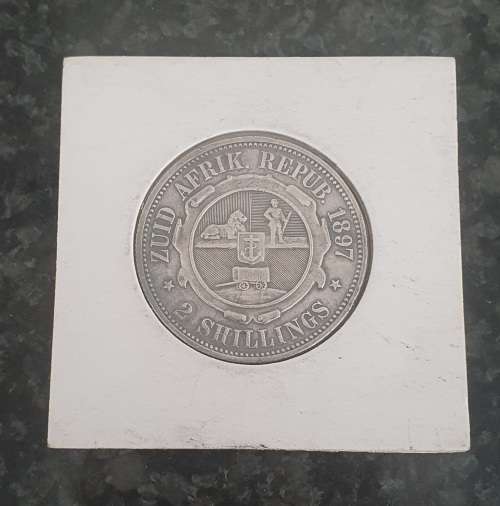 ZUID AFRIK. REPUB. 1897
2 SHILLINGS